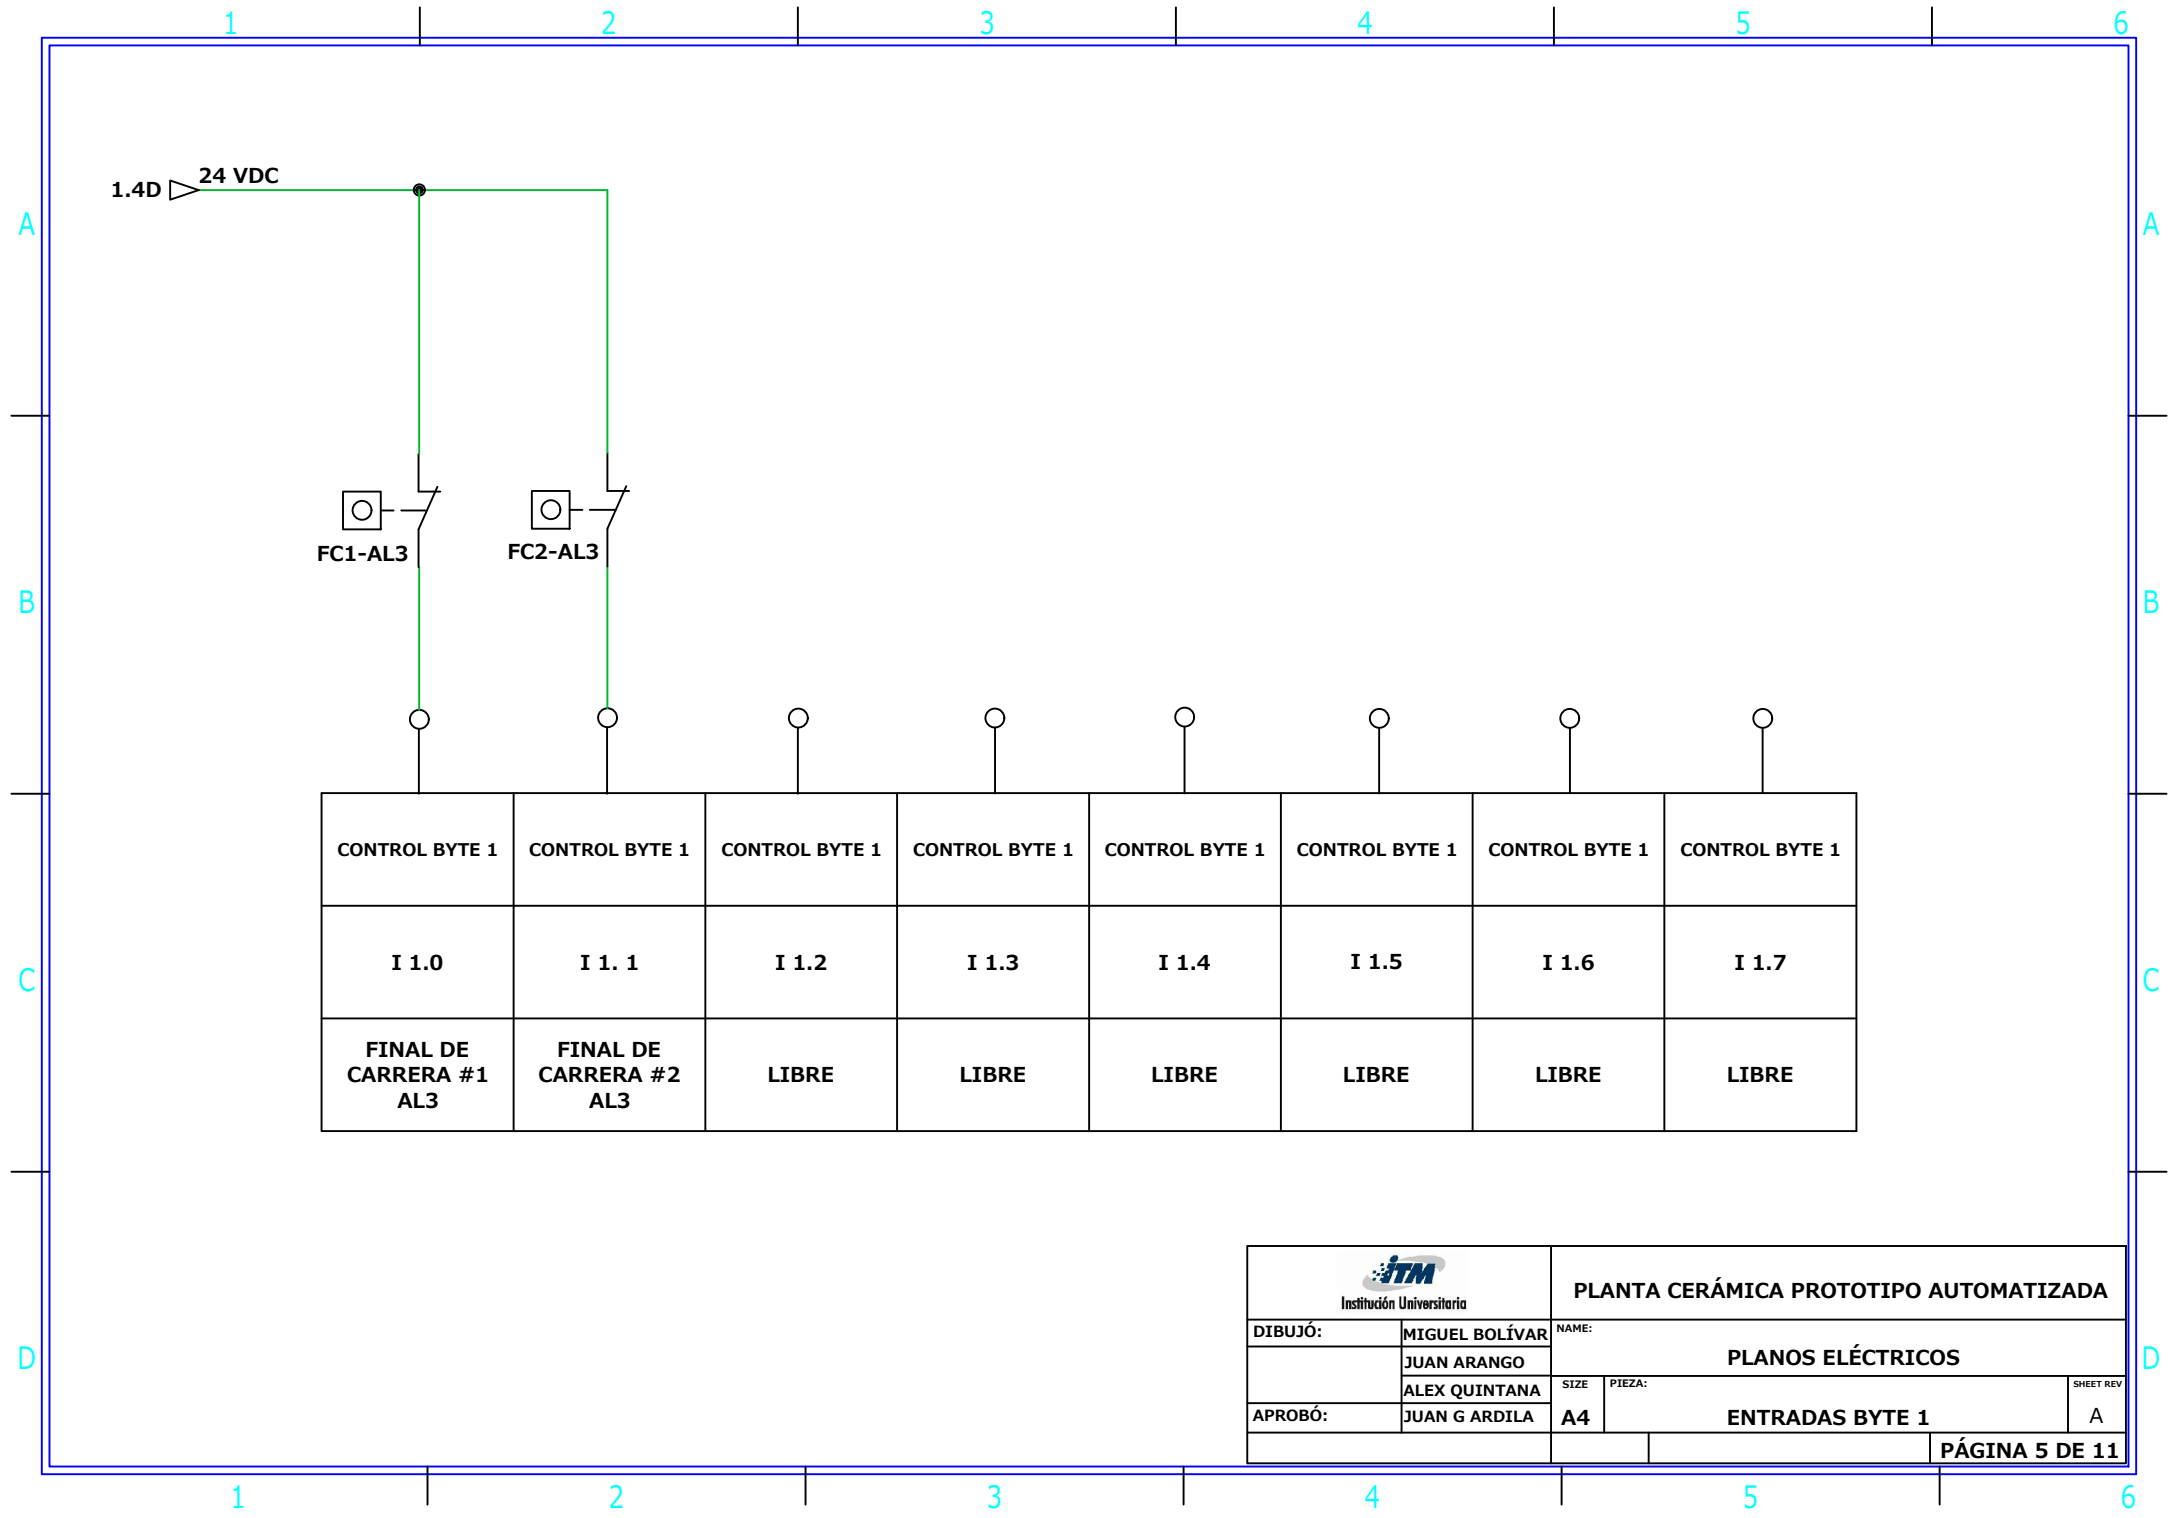 1 2 3 4 5 6
24 VDC
1.4D
A A
FC1-AL3 FC2-AL3
B B
CONTROL BYTE 1 CONTROL BYTE 1 CONTROL BYTE 1 CONTROL BYTE 1 CONTROL BYTE 1 CONTROL BYTE 1 CONTROL BYTE 1 CONTROL BYTE 1
I 1.0 I 1. 1 I 1.2 I 1.3 I 1.4 I 1.5 I 1.6 I 1.7
C C
FINAL DE
CARRERA #1
AL3
FINAL DE
CARRERA #2
AL3
LIBRE LIBRE LIBRE LIBRE LIBRE LIBRE
ITM
Institución Universitaria
PLANTA CERÁMICA PROTOTIPO AUTOMATIZADA
DIBUJÓ: MIGUEL BOLÍVAR
JUAN ARANGO
ALEX QUINTANA
APROBÓ: JUAN G ARDILA
NAME:
PLANOS ELÉCTRICOS
SIZE
A4
PIEZA:
ENTRADAS BYTE 1
SHEET REV
A
PÁGINA 5 DE 11
D D
1 2 3 4 5 6